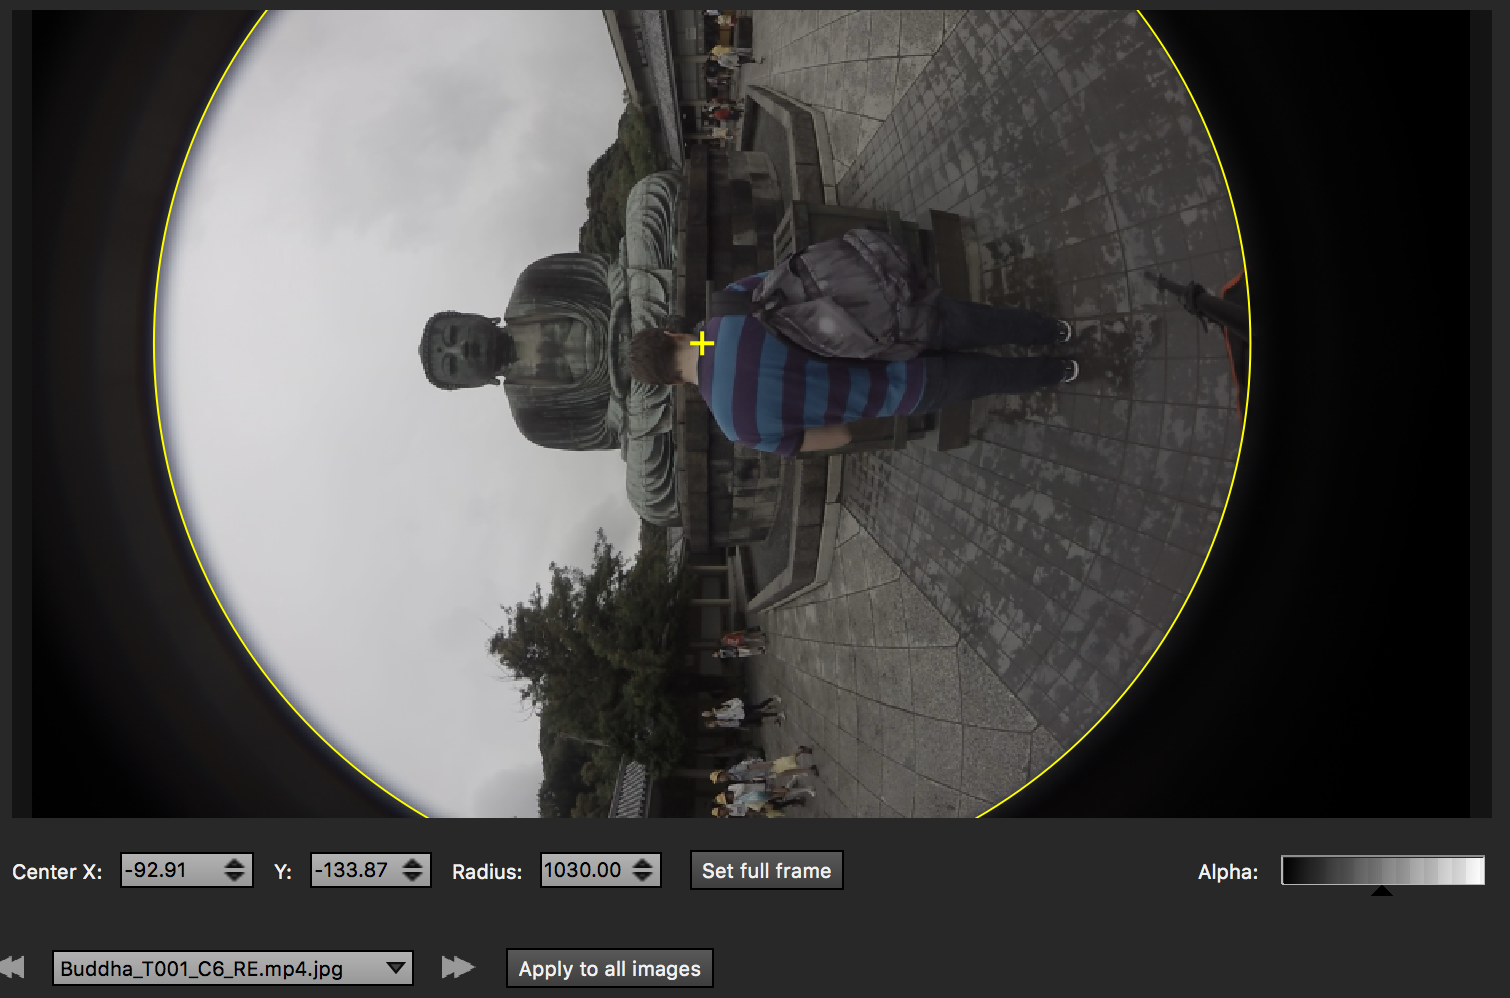 Center X: -92.91 Y: -133.87 Radius: 1030.00 Set full frame Alpha:
Buddha_T001_C6_RE.mp4.jpg Apply to all images